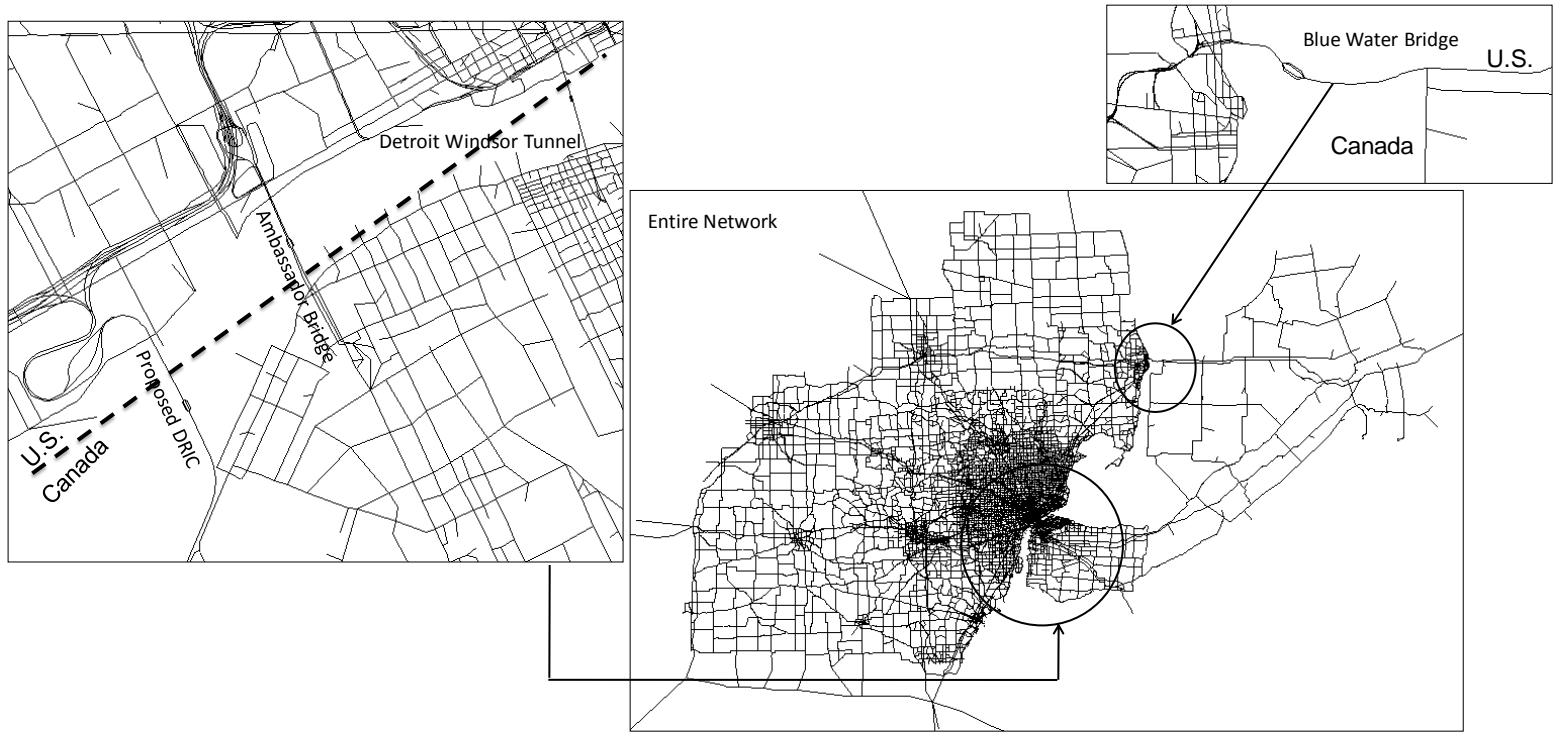 Detroit Windsor Tunnel
Ambassador Bridge
Proposed DRIC
U.S.
Canada
Blue Water Bridge
U.S.
Canada
Entire Network